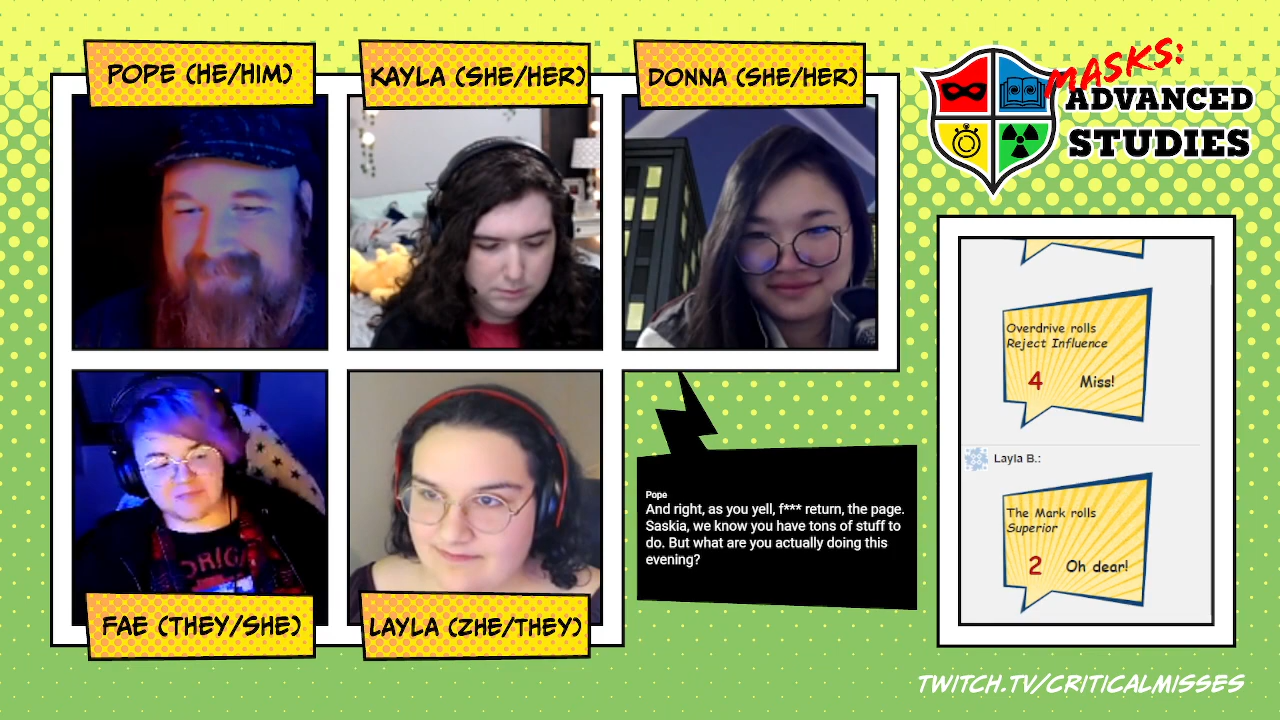 POPE (HE/HIM)
KAYLA (SHE/HER)
DONNA (SHE/HER)
MASKS:
ADVANCED
STUDIES
Overdrive rolls
Reject Influence
4 Miss!
Layla B.:
The Mark rolls
Superior
2 Oh dear!
Pope
And right, as you yell, f*** return, the page.
Saskia, we know you have tons of stuff to
do. But what are you actually doing this
evening?
FAE (THEY/SHE)
LAYLA (ZHE/THEY)
TWITCH.TV/CRITICALMISSES